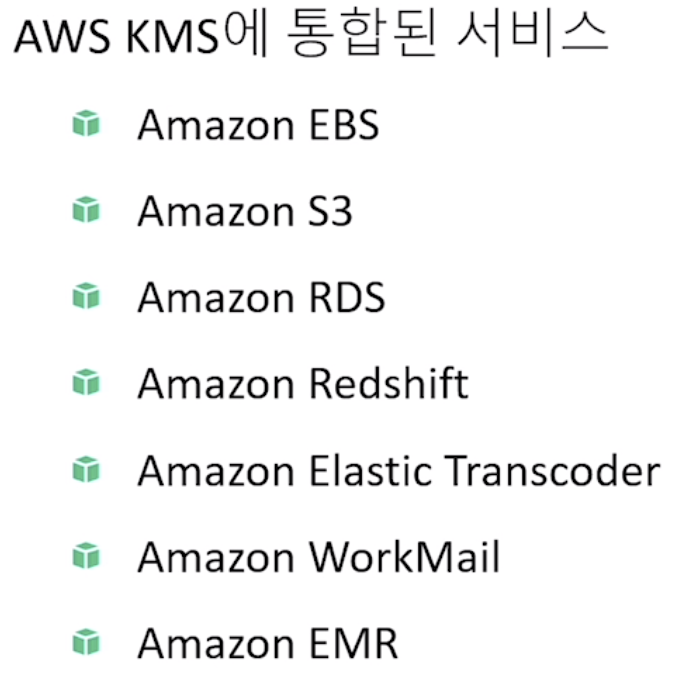 AWS KMS에 통합된 서비스
Amazon EBS
Amazon S3
Amazon RDS
Amazon Redshift
Amazon Elastic Transcoder
Amazon WorkMail
Amazon EMR